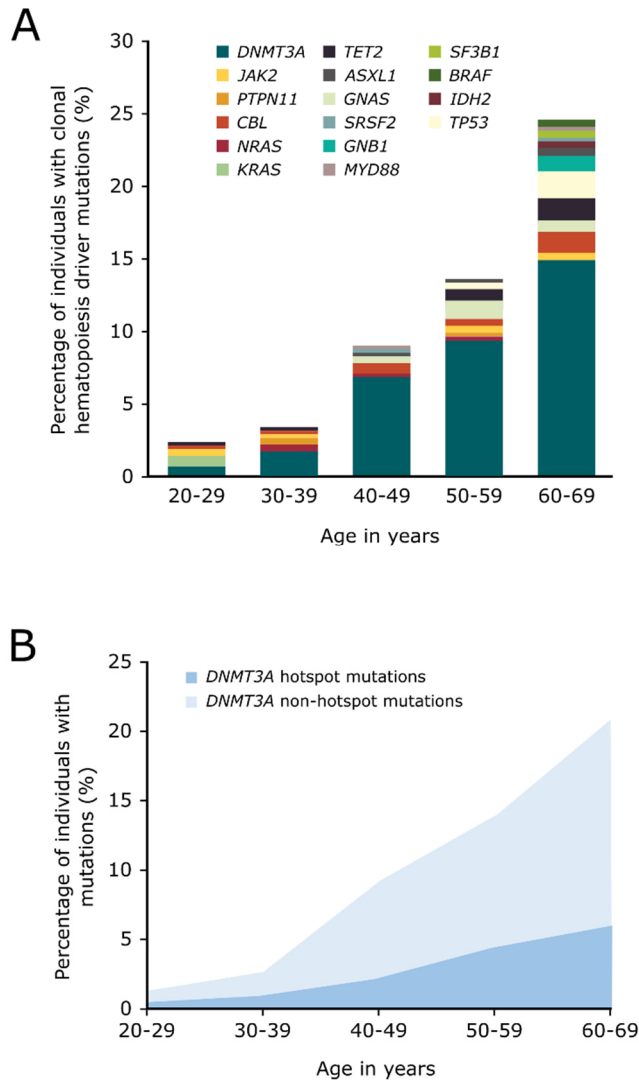 A
Percentage of individuals with clonal
hematopoiesis driver mutations (%)
30
25
20
15
10
5
0
DNMT3A
JAK2
PTPN11
CBL
NRAS
KRAS
TET2
ASXL1
GNAS
SRSF2
GNB1
MYD88
SF3B1
BRAF
IDH2
TP53
20-29 30-39 40-49 50-59 60-69
Age in years
B
Percentage of individuals with
mutations (%)
25
20
15
10
5
0
DNMT3A hotspot mutations
DNMT3A non-hotspot mutations
20-29 30-39 40-49 50-59 60-69
Age in years